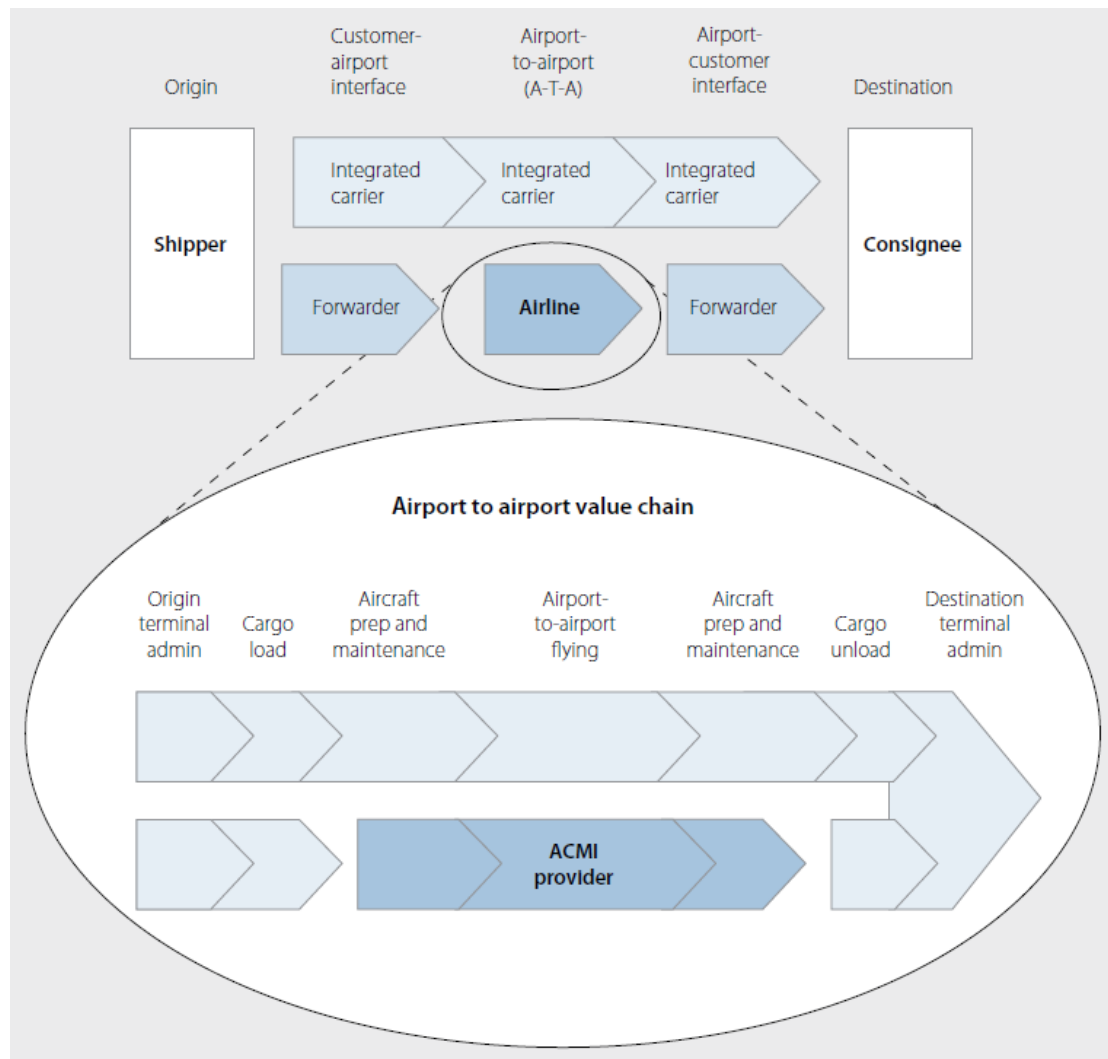 Origin
Customer-
airport
interface
Airport-
to-airport
(A-T-A)
Airport-
customer
interface
Destination
Shipper
Integrated
carrier
Integrated
carrier
Integrated
carrier
Consignee
Forwarder
Airline
Forwarder
Airport to airport value chain
Origin
terminal
admin
Cargo
load
Aircraft
prep and
maintenance
Airport-
to-airport
flying
Aircraft
prep and
maintenance
Cargo
unload
Destination
terminal
admin
ACMI
provider